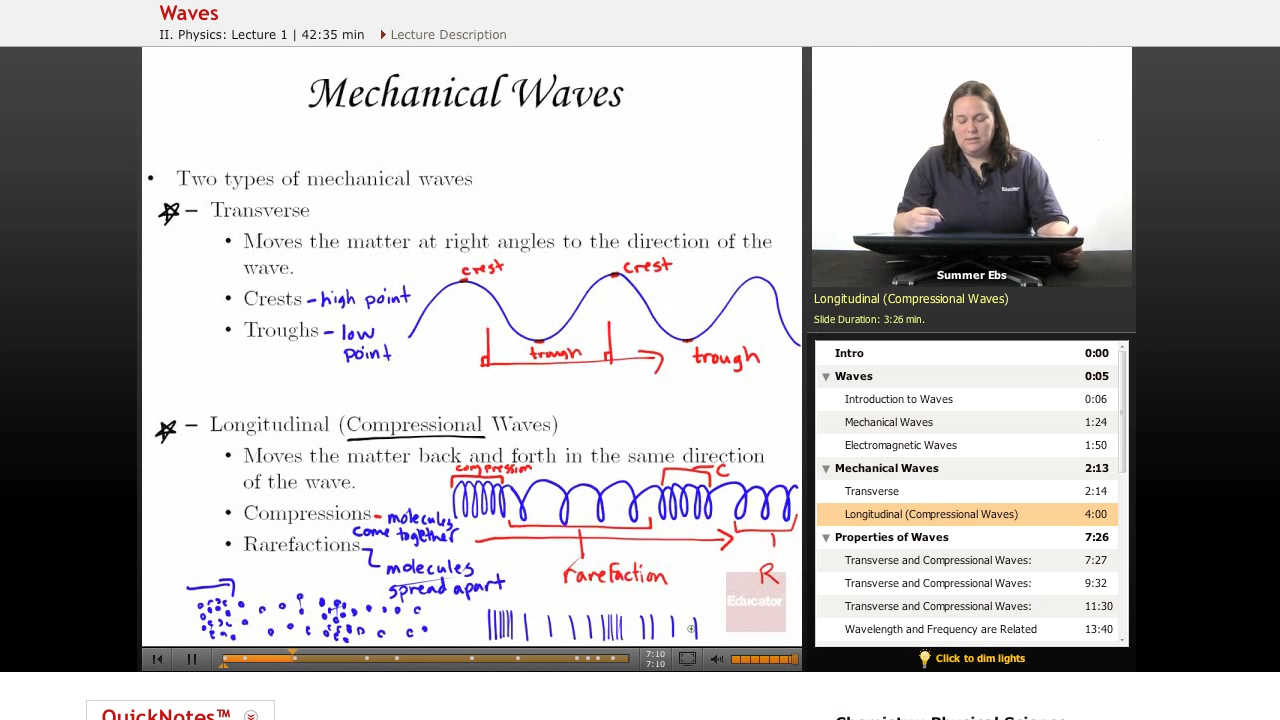 Waves
II. Physics: Lecture 1 | 42:35 min
Lecture Description
Mechanical Waves
• Two types of mechanical waves
– Transverse
• Moves the matter at right angles to the direction of the
wave.
crest
crest
• Crests - high point
• Troughs - low
point
trough
trough
– Longitudinal (Compressional Waves)
• Moves the matter back and forth in the same direction
of the wave.
compression
C
• Compressions - molecules
come together
• Rarefactions
molecules
spread apart
rarefaction
R
Educator
Educator
Summer Ebs
Longitudinal (Compressional Waves)
Slide Duration: 3:26 min.
Intro 0:00
Waves 0:05
Introduction to Waves 0:06
Mechanical Waves 1:24
Electromagnetic Waves 1:50
Mechanical Waves 2:13
Transverse 2:14
Longitudinal (Compressional Waves) 4:00
Properties of Waves 7:26
Transverse and Compressional Waves: 7:27
Transverse and Compressional Waves: 9:32
Transverse and Compressional Waves: 11:30
Wavelength and Frequency are Related 13:40
7:10
7:10
Click to dim lights
QuickNotes™
Chemistry: Physical Science